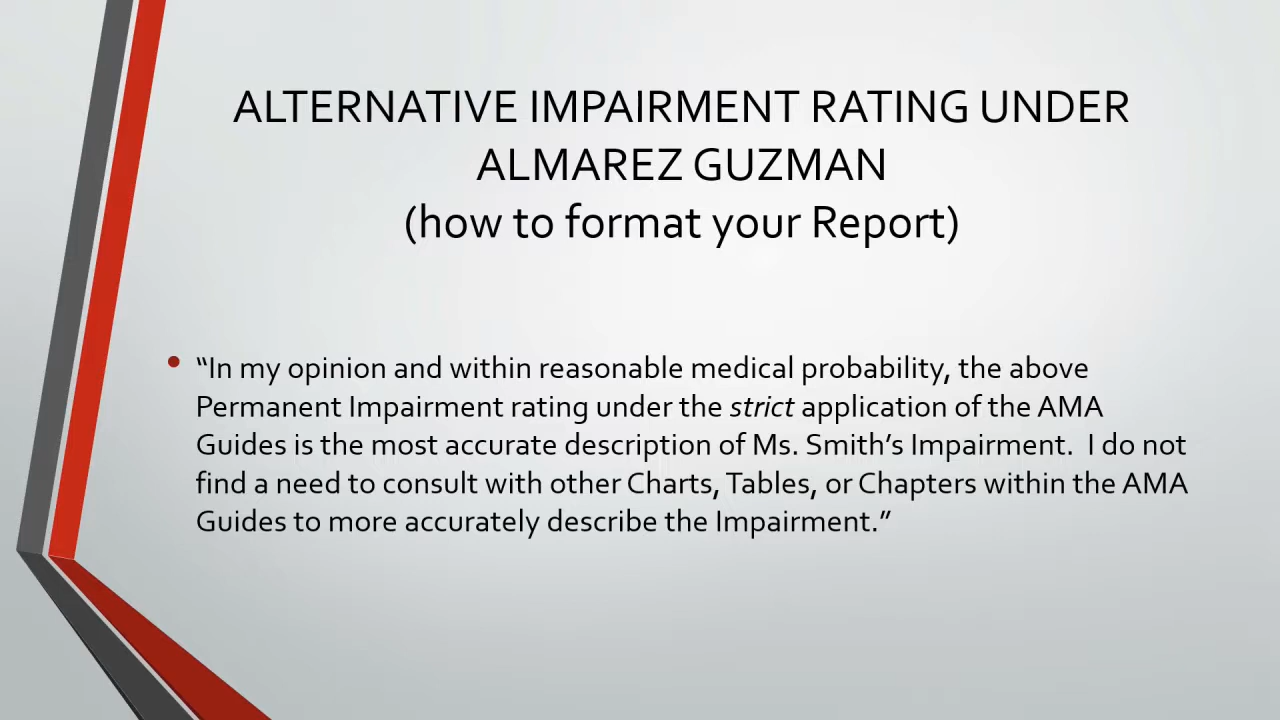 ALTERNATIVE IMPAIRMENT RATING UNDER
ALMAREZ GUZMAN
(how to format your Report)
• “In my opinion and within reasonable medical probability, the above
Permanent Impairment rating under the strict application of the AMA
Guides is the most accurate description of Ms. Smith’s Impairment.  I do not
find a need to consult with other Charts, Tables, or Chapters within the AMA
Guides to more accurately describe the Impairment.”